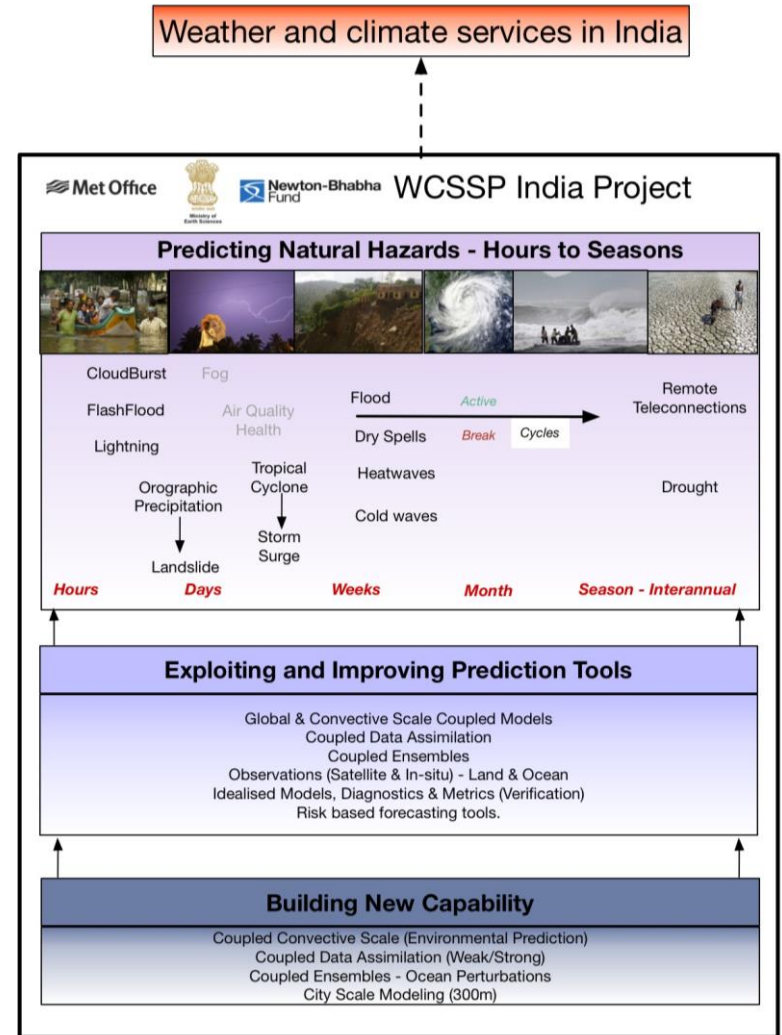 Weather and climate services in India
Met Office
Ministry of
Earth Sciences
Newton-Bhabha
Fund
WCSSP India Project
Predicting Natural Hazards - Hours to Seasons
CloudBurst
Fog
FlashFlood
Air Quality
Health
Lightning
Orographic
Precipitation
Landslide
Tropical
Cyclone
Storm
Surge
Flood
Active
Dry Spells
Break
Cycles
Heatwaves
Cold waves
Remote
Teleconnections
Drought
Hours Days Weeks Month Season - Interannual
Exploiting and Improving Prediction Tools
Global & Convective Scale Coupled Models
Coupled Data Assimilation
Coupled Ensembles
Observations (Satellite & In-situ) - Land & Ocean
Idealised Models, Diagnostics & Metrics (Verification)
Risk based forecasting tools.
Building New Capability
Coupled Convective Scale (Environmental Prediction)
Coupled Data Assimilation (Weak/Strong)
Coupled Ensembles - Ocean Perturbations
City Scale Modeling (300m)